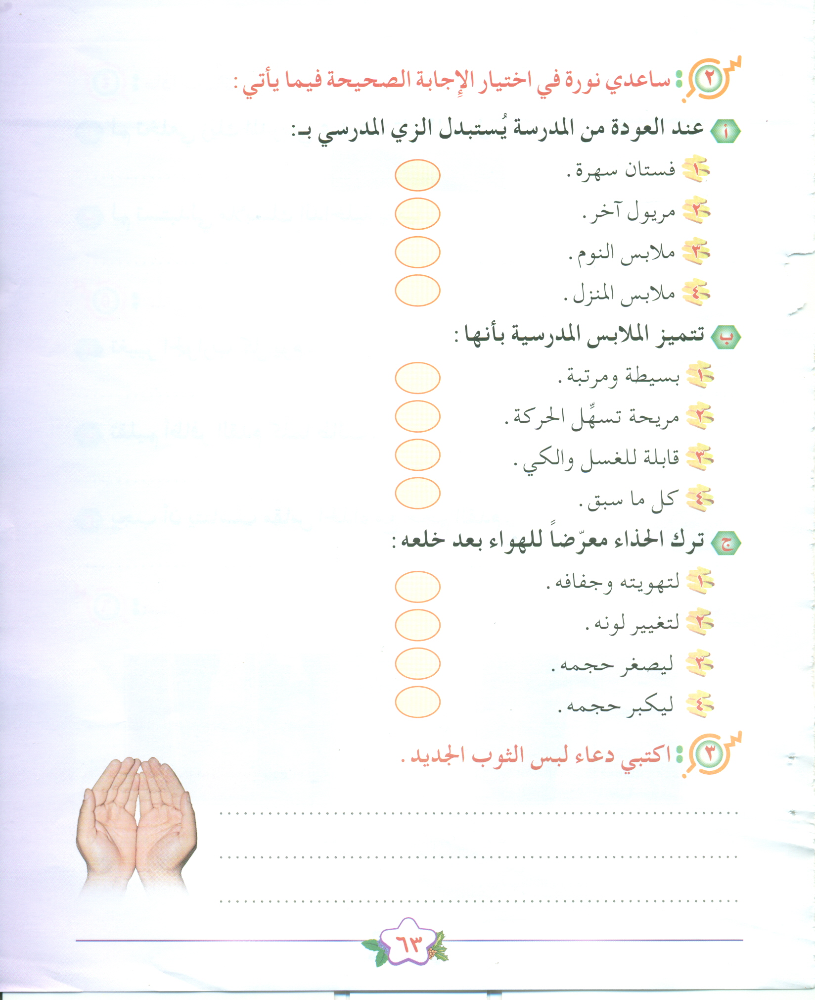 ٢ : ساعدي نورة في اختيار الإِجابة الصحيحة فيما يأتي :
أ عند العودة من المدرسة يُستبدل الزي المدرسي بـ:
١ فستان سهرة .
٢ مريول آخر .
٣ ملابس النوم .
٤ ملابس المنزل .
ب تتميز الملابس المدرسية بأنها :
١ بسيطة ومرتبة .
٢ مريحة تسهِّل الحركة .
٣ قابلة للغسل والكي .
٤ كل ما سبق .
ج ترك الحذاء معرّضاً للهواء بعد خلعه :
١ لتهويته وجفافه .
٢ لتغيير لونه .
٣ ليصغر حجمه .
٤ ليكبر حجمه .
٣ : اكتبي دعاء لبس الثوب الجديد .
٦٣